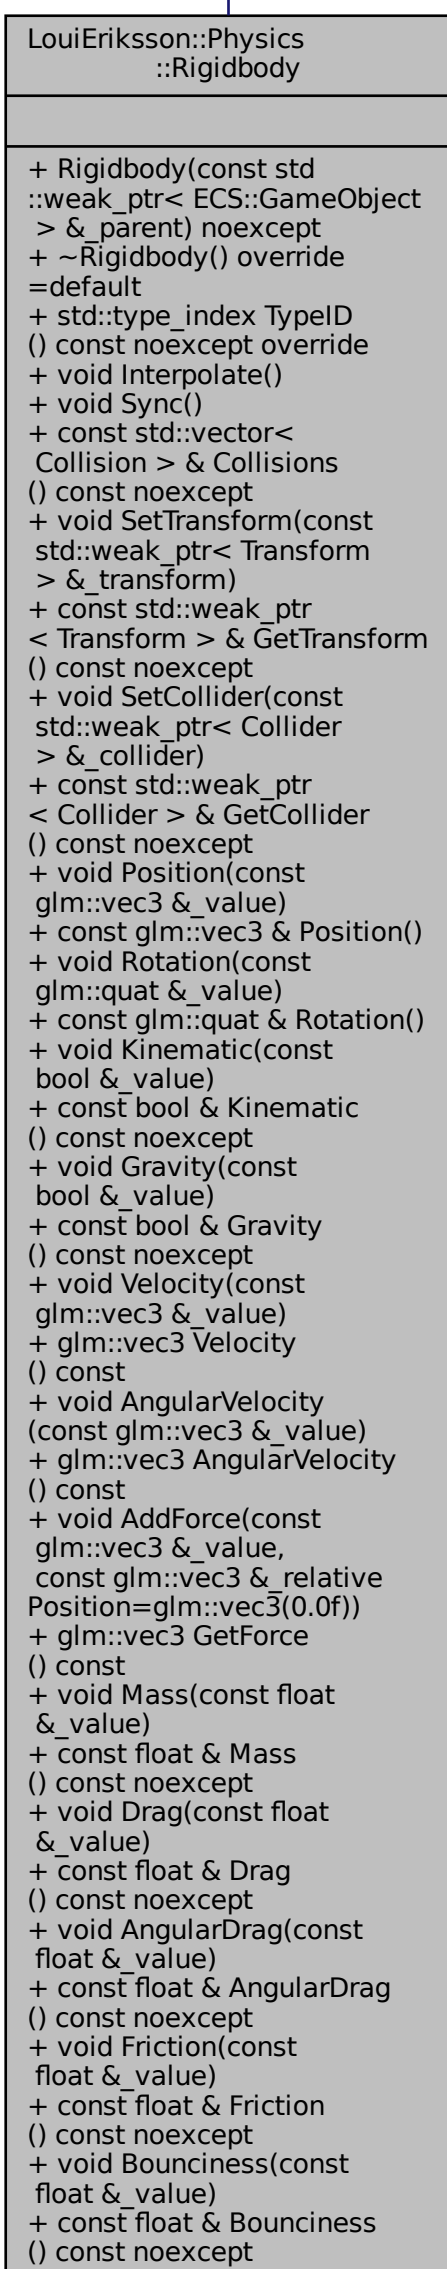 LouiEriksson::Physics
::Rigidbody
+ Rigidbody(const std
::weak_ptr< ECS::GameObject
> &_parent) noexcept
+ ~Rigidbody() override
=default
+ std::type_index TypeID
() const noexcept override
+ void Interpolate()
+ void Sync()
+ const std::vector<
Collision > & Collisions
() const noexcept
+ void SetTransform(const
std::weak_ptr< Transform
> &_transform)
+ const std::weak_ptr
< Transform > & GetTransform
() const noexcept
+ void SetCollider(const
std::weak_ptr< Collider
> &_collider)
+ const std::weak_ptr
< Collider > & GetCollider
() const noexcept
+ void Position(const
glm::vec3 &_value)
+ const glm::vec3 & Position()
+ void Rotation(const
glm::quat &_value)
+ const glm::quat & Rotation()
+ void Kinematic(const
bool &_value)
+ const bool & Kinematic
() const noexcept
+ void Gravity(const
bool &_value)
+ const bool & Gravity
() const noexcept
+ void Velocity(const
glm::vec3 &_value)
+ glm::vec3 Velocity
() const
+ void AngularVelocity
(const glm::vec3 &_value)
+ glm::vec3 AngularVelocity
() const
+ void AddForce(const
glm::vec3 &_value,
const glm::vec3 &_relative
Position=glm::vec3(0.0f))
+ glm::vec3 GetForce
() const
+ void Mass(const float
&_value)
+ const float & Mass
() const noexcept
+ void Drag(const float
&_value)
+ const float & Drag
() const noexcept
+ void AngularDrag(const
float &_value)
+ const float & AngularDrag
() const noexcept
+ void Friction(const
float &_value)
+ const float & Friction
() const noexcept
+ void Bounciness(const
float &_value)
+ const float & Bounciness
() const noexcept